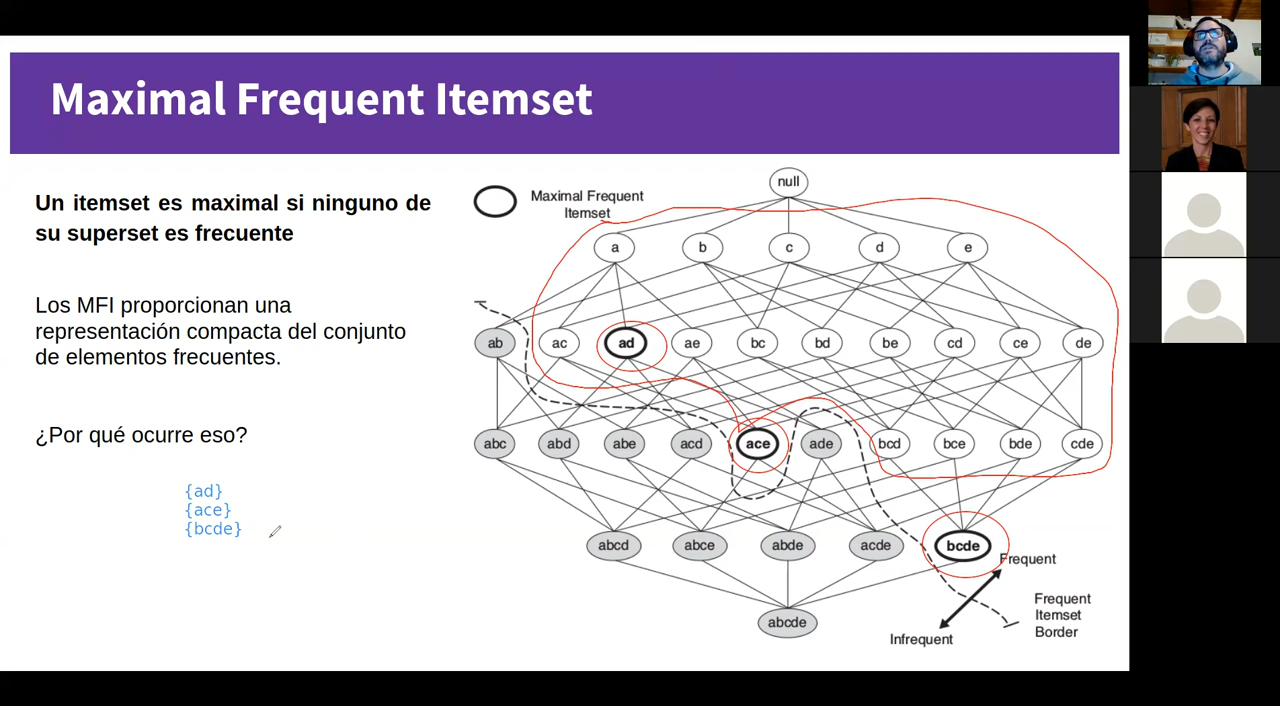 Maximal Frequent Itemset
Un itemset es maximal si ninguno de
su superset es frecuente
Los MFI proporcionan una
representación compacta del conjunto
de elementos frecuentes.
¿Por qué ocurre eso?
{ad}
{ace}
{bcde}
Maximal Frequent
Itemset
null
a b c d e
ab ac ad ae bc bd be cd ce de
abc abd abe acd ace ade bcd bce bde cde
abcd abce abde acde bcde
abcde
Frequent
Infrequent
Frequent
Itemset
Border